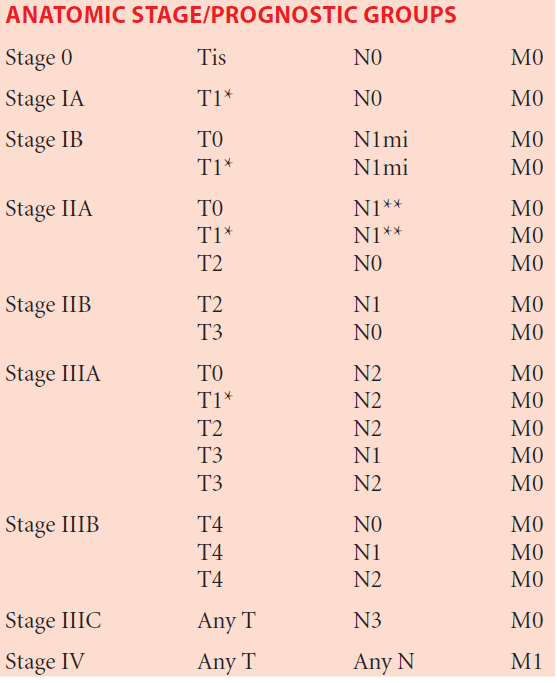 ANATOMIC STAGE/PROGNOSTIC GROUPS
Stage 0 Tis N0 M0
Stage IA T1* N0 M0
Stage IB T0 N1mi M0
T1* N1mi M0
Stage IIA T0 N1** M0
T1* N1** M0
T2 N0 M0
Stage IIB T2 N1 M0
T3 N0 M0
Stage IIIA T0 N2 M0
T1* N2 M0
T2 N2 M0
T3 N1 M0
T3 N2 M0
Stage IIIB T4 N0 M0
T4 N1 M0
T4 N2 M0
Stage IIIC Any T N3 M0
Stage IV Any T Any N M1